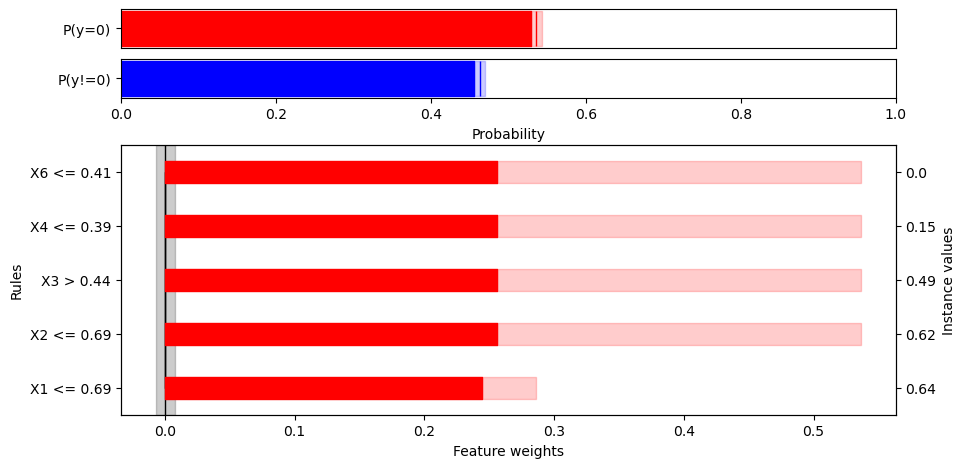 P(y=0)
P(y!=0)
0.0 0.2 0.4 0.6 0.8 1.0
Probability
X6 <= 0.41 0.0
X4 <= 0.39 0.15
X3 > 0.44 0.49
X2 <= 0.69 0.62
X1 <= 0.69 0.64
Rules
Instance values
0.0 0.1 0.2 0.3 0.4 0.5
Feature weights